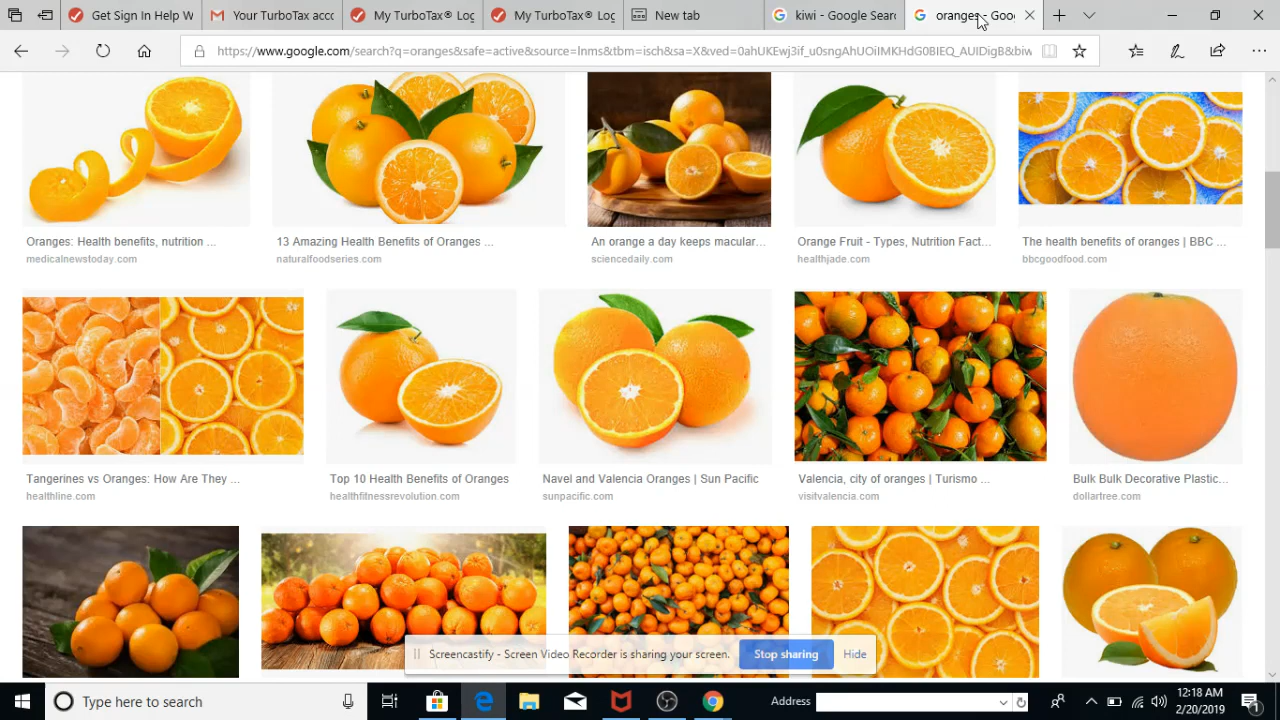 Get Sign In Help W
Your TurboTax acco
My TurboTax® Log
My TurboTax® Log
New tab
kiwi - Google Searc
oranges - Goo
https://www.google.com/search?q=oranges&safe=active&source=lnms&tbm=isch&sa=X&ved=0ahUKEwj3if_u0sngAhUOiIMKHdG0BIEQ_AUIDigB&biw
Oranges: Health benefits, nutrition ...
medicalnewstoday.com
13 Amazing Health Benefits of Oranges ...
naturalfoodseries.com
An orange a day keeps macular...
sciencedaily.com
Orange Fruit - Types, Nutrition Fact...
healthjade.com
The health benefits of oranges | BBC ...
bbcgoodfood.com
Tangerines vs Oranges: How Are They ...
healthline.com
Top 10 Health Benefits of Oranges
healthfitnessrevolution.com
Navel and Valencia Oranges | Sun Pacific
sunpacific.com
Valencia, city of oranges | Turismo ...
visitvalencia.com
Bulk Bulk Decorative Plastic...
dollartree.com
Screencastify - Screen Video Recorder is sharing your screen.
Stop sharing
Hide
Type here to search
Address
12:18 AM
2/20/2019
1